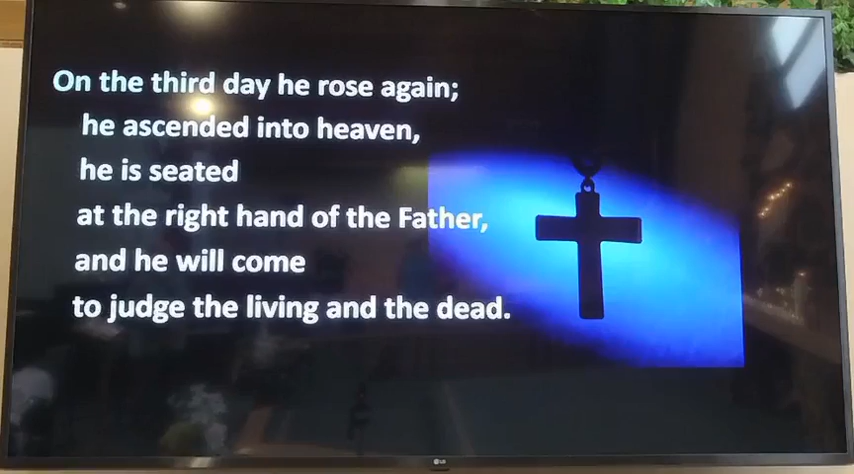 On the third day he rose again;
he ascended into heaven,
he is seated
at the right hand of the Father,
and he will come
to judge the living and the dead.
LG